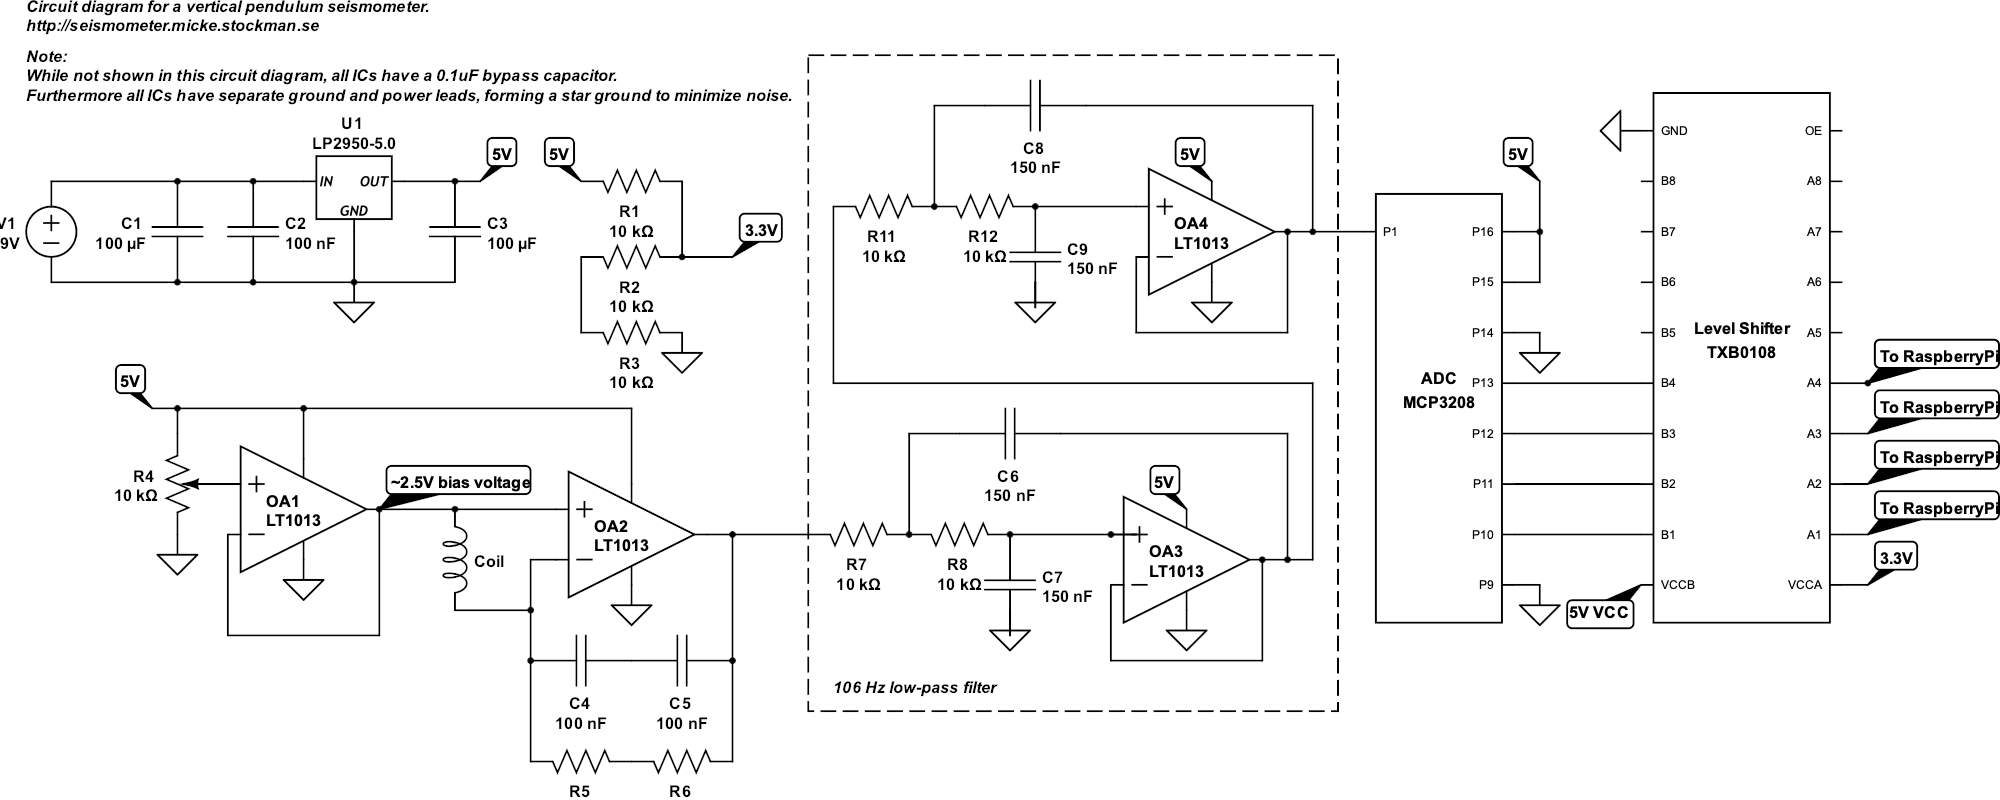 Circuit diagram for a vertical pendulum seismometer.
http://seismometer.micke.stockman.se
Note:
While not shown in this circuit diagram, all ICs have a 0.1uF bypass capacitor.
Furthermore all ICs have separate ground and power leads, forming a star ground to minimize noise.
U1
LP2950-5.0
IN
OUT
GND
V1
9V
C1
100 µF
C2
100 nF
C3
100 µF
5V
5V
R1
10 kΩ
R2
10 kΩ
R3
10 kΩ
3.3V
5V
R4
10 kΩ
+
−
OA1
LT1013
~2.5V bias voltage
Coil
+
−
OA2
LT1013
C4
100 nF
C5
100 nF
R5
R6
C8
150 nF
R11
10 kΩ
R12
10 kΩ
C9
150 nF
5V
+
−
OA4
LT1013
C6
150 nF
R7
10 kΩ
R8
10 kΩ
C7
150 nF
5V
+
−
OA3
LT1013
106 Hz low-pass filter
P1
ADC
MCP3208
P16
P15
P14
P13
P12
P11
P10
P9
5V
GND
B8
B7
B6
B5
B4
B3
B2
B1
VCCB
5V VCC
Level Shifter
TXB0108
OE
A8
A7
A6
A5
A4
A3
A2
A1
VCCA
To RaspberryPi
To RaspberryPi
To RaspberryPi
To RaspberryPi
3.3V